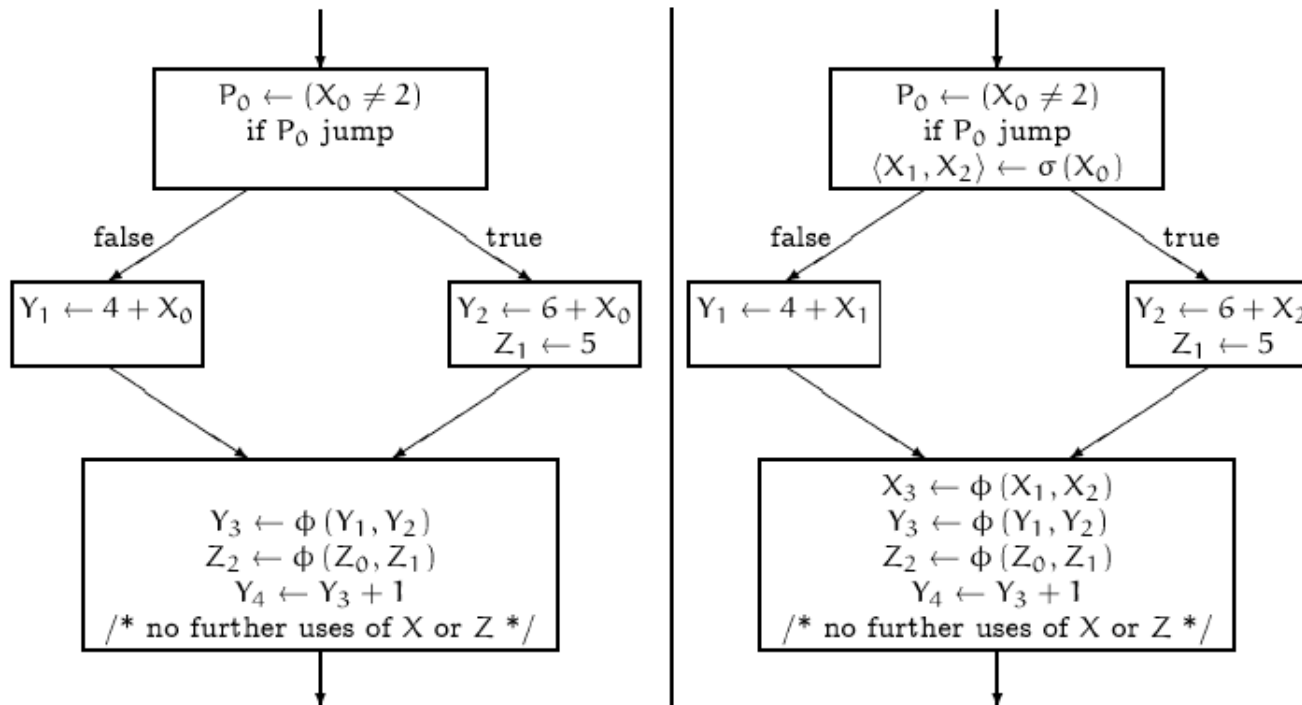 P₀ ← (X₀ ≠ 2)
if P₀ jump
false
true
Y₁ ← 4 + X₀
Y₂ ← 6 + X₀
Z₁ ← 5
Y₃ ← ϕ (Y₁, Y₂)
Z₂ ← ϕ (Z₀, Z₁)
Y₄ ← Y₃ + 1
/* no further uses of X or Z */
P₀ ← (X₀ ≠ 2)
if P₀ jump
⟨X₁, X₂⟩ ← σ (X₀)
false
true
Y₁ ← 4 + X₁
Y₂ ← 6 + X₂
Z₁ ← 5
X₃ ← ϕ (X₁, X₂)
Y₃ ← ϕ (Y₁, Y₂)
Z₂ ← ϕ (Z₀, Z₁)
Y₄ ← Y₃ + 1
/* no further uses of X or Z */